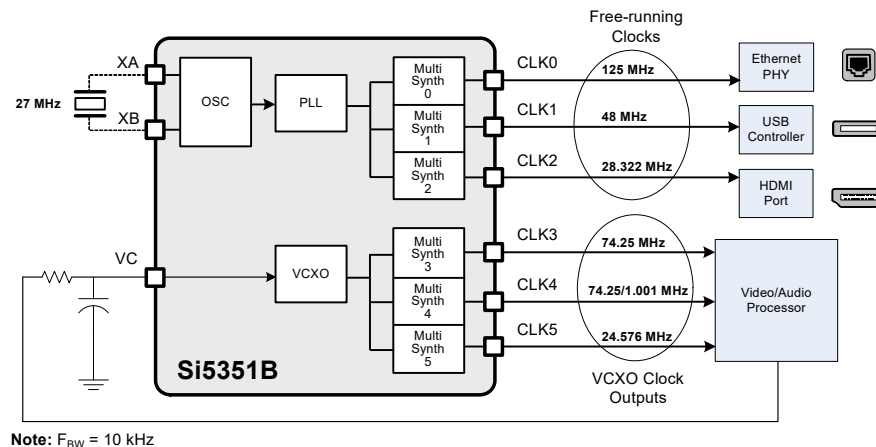 Free-running
Clocks
XA
XB
27 MHz
OSC
PLL
Multi
Synth
0
Multi
Synth
1
Multi
Synth
2
CLK0
125 MHz
CLK1
48 MHz
CLK2
28.322 MHz
Ethernet
PHY
USB
Controller
HDMI
Port
VC
VCXO
Multi
Synth
3
Multi
Synth
4
Multi
Synth
5
CLK3
74.25 MHz
CLK4
74.25/1.001 MHz
CLK5
24.576 MHz
Video/Audio
Processor
Si5351B
VCXO Clock
Outputs
Note: FBW = 10 kHz